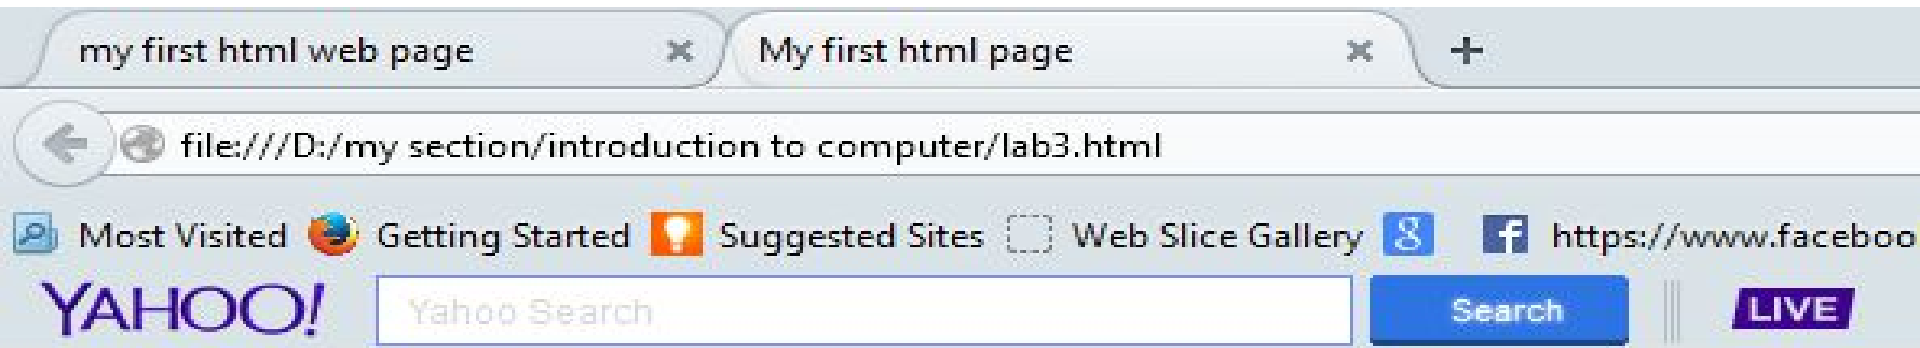 my first html web page My first html page
file:///D:/my section/introduction to computer/lab3.html
Most Visited Getting Started Suggested Sites Web Slice Gallery g f https://www.faceboo
YAHOO! Yahoo Search Search LIVE